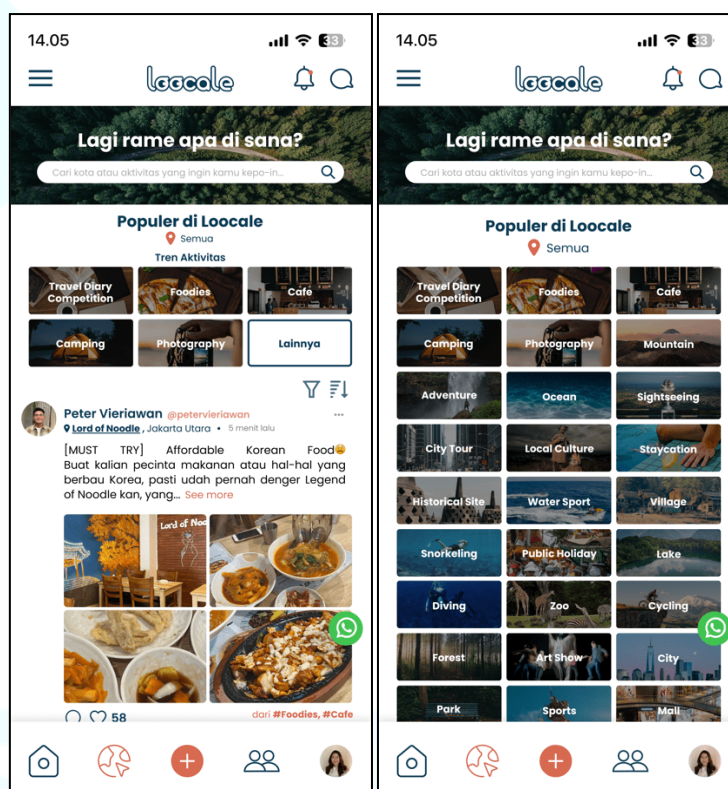 14.05
33
loocale
Lagi rame apa di sana?
Cari kota atau aktivitas yang ingin kamu kepo-in...
Populer di Loocale
Semua
Tren Aktivitas
Travel Diary
Competition
Foodies
Cafe
Camping
Photography
Lainnya
Peter Vieriawan @petervieriawan
Lord of Noodle , Jakarta Utara • 5 menit lalu
[MUST TRY] Affordable Korean Food
Buat kalian pecinta makanan atau hal-hal yang
berbau Korea, pasti udah pernah denger Legend
of Noodle kan, yang... See more
Lord of Noo
58
dari #Foodies, #Cafe
14.05
33
loocale
Lagi rame apa di sana?
Cari kota atau aktivitas yang ingin kamu kepo-in...
Populer di Loocale
Semua
Travel Diary
Competition
Foodies
Cafe
Camping
Photography
Mountain
Adventure
Ocean
Sightseeing
City Tour
Local Culture
Staycation
Historical Site
Water Sport
Village
Snorkeling
Public Holiday
Lake
Diving
Zoo
Cycling
Forest
Art Show
City
Park
Sports
Mall